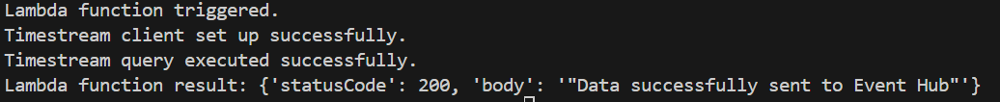 Lambda function triggered.
Timestream client set up successfully.
Timestream query executed successfully.
Lambda function result: {'statusCode': 200, 'body': '"Data successfully sent to Event Hub"'}